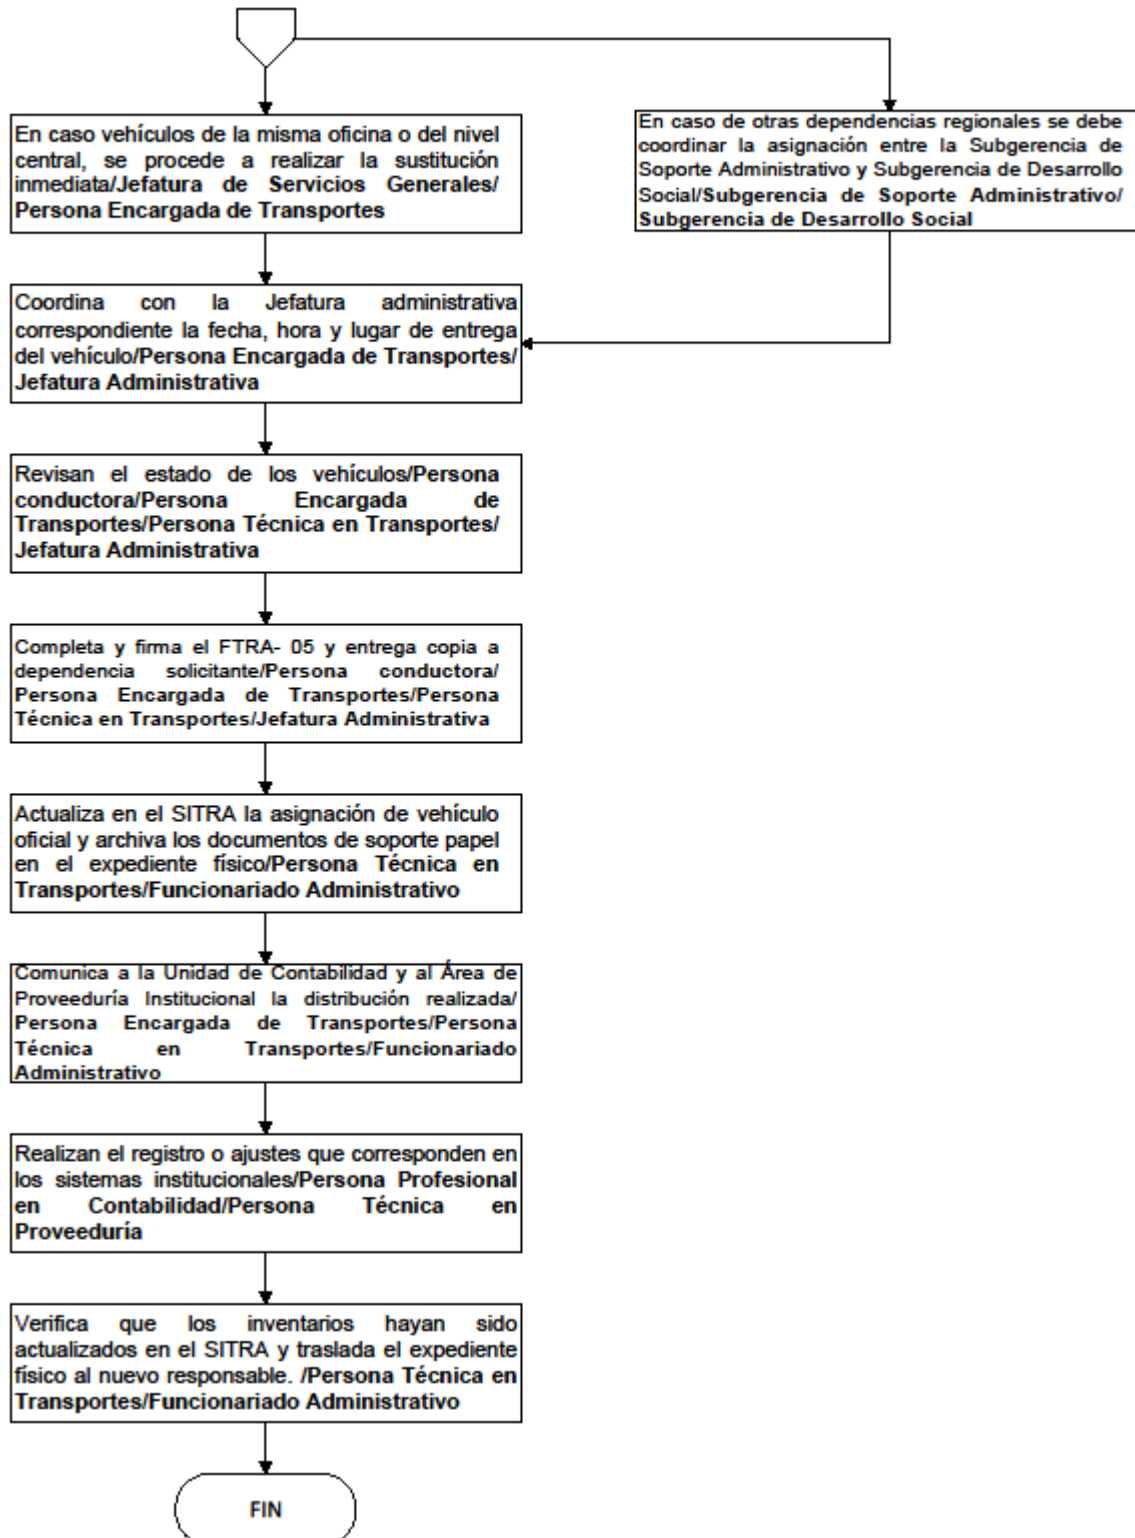 En caso vehículos de la misma oficina o del nivel
central, se procede a realizar la sustitución
inmediata/Jefatura de Servicios Generales/
Persona Encargada de Transportes
En caso de otras dependencias regionales se debe
coordinar la asignación entre la Subgerencia de
Soporte Administrativo y Subgerencia de Desarrollo
Social/Subgerencia de Soporte Administrativo/
Subgerencia de Desarrollo Social
Coordina con la Jefatura administrativa
correspondiente la fecha, hora y lugar de entrega
del vehículo/Persona Encargada de Transportes/
Jefatura Administrativa
Revisan el estado de los vehículos/Persona
conductora/Persona Encargada de
Transportes/Persona Técnica en Transportes/
Jefatura Administrativa
Completa y firma el FTRA- 05 y entrega copia a
dependencia solicitante/Persona conductora/
Persona Encargada de Transportes/Persona
Técnica en Transportes/Jefatura Administrativa
Actualiza en el SITRA la asignación de vehículo
oficial y archiva los documentos de soporte papel
en el expediente físico/Persona Técnica en
Transportes/Funcionariado Administrativo
Comunica a la Unidad de Contabilidad y al Área de
Proveeduría Institucional la distribución realizada/
Persona Encargada de Transportes/Persona
Técnica en Transportes/Funcionariado
Administrativo
Realizan el registro o ajustes que corresponden en
los sistemas institucionales/Persona Profesional
en Contabilidad/Persona Técnica en
Proveeduría
Verifica que los inventarios hayan sido
actualizados en el SITRA y traslada el expediente
físico al nuevo responsable. /Persona Técnica en
Transportes/Funcionariado Administrativo
FIN